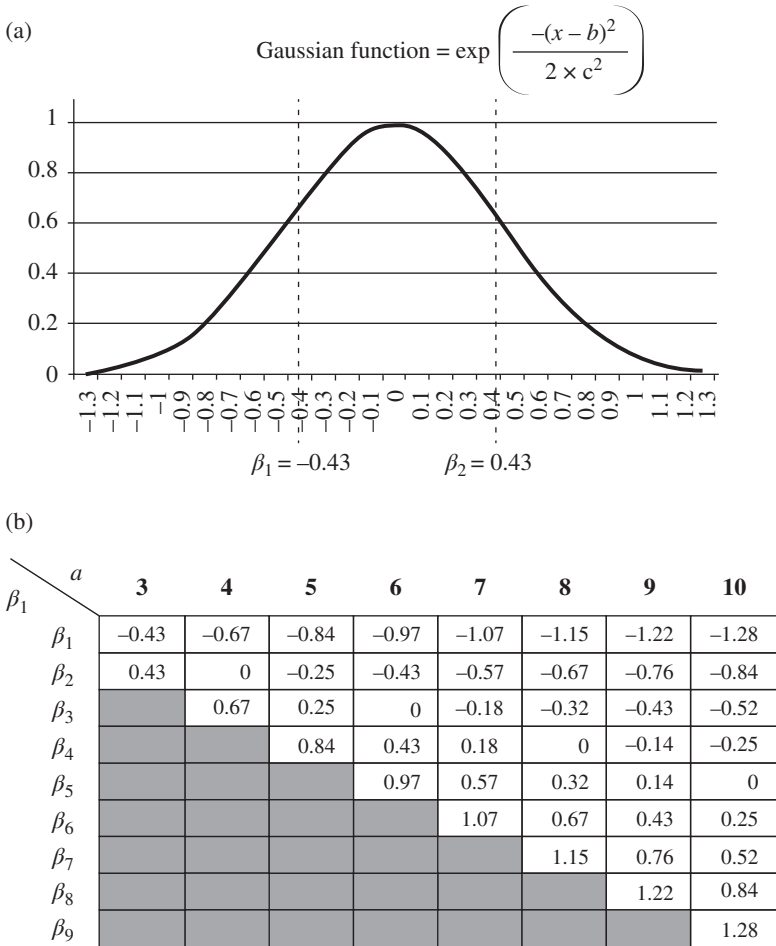 (a)
Gaussian function = exp ( –(x – b)² / 2 × c² )
1
0.8
0.6
0.4
0.2
0
–1.3 –1.2 –1.1 –1 –0.9 –0.8 –0.7 –0.6 –0.5 –0.4 –0.3 –0.2 –0.1 0 0.1 0.2 0.3 0.4 0.5 0.6 0.7 0.8 0.9 1 1.1 1.2 1.3
β₁ = –0.43 β₂ = 0.43
(b)
a 3 4 5 6 7 8 9 10
β₁
β₁ –0.43 –0.67 –0.84 –0.97 –1.07 –1.15 –1.22 –1.28
β₂ 0.43 0 –0.25 –0.43 –0.57 –0.67 –0.76 –0.84
β₃ 0.67 0.25 0 –0.18 –0.32 –0.43 –0.52
β₄ 0.84 0.43 0.18 0 –0.14 –0.25
β₅ 0.97 0.57 0.32 0.14 0
β₆ 1.07 0.67 0.43 0.25
β₇ 1.15 0.76 0.52
β₈ 1.22 0.84
β₉ 1.28